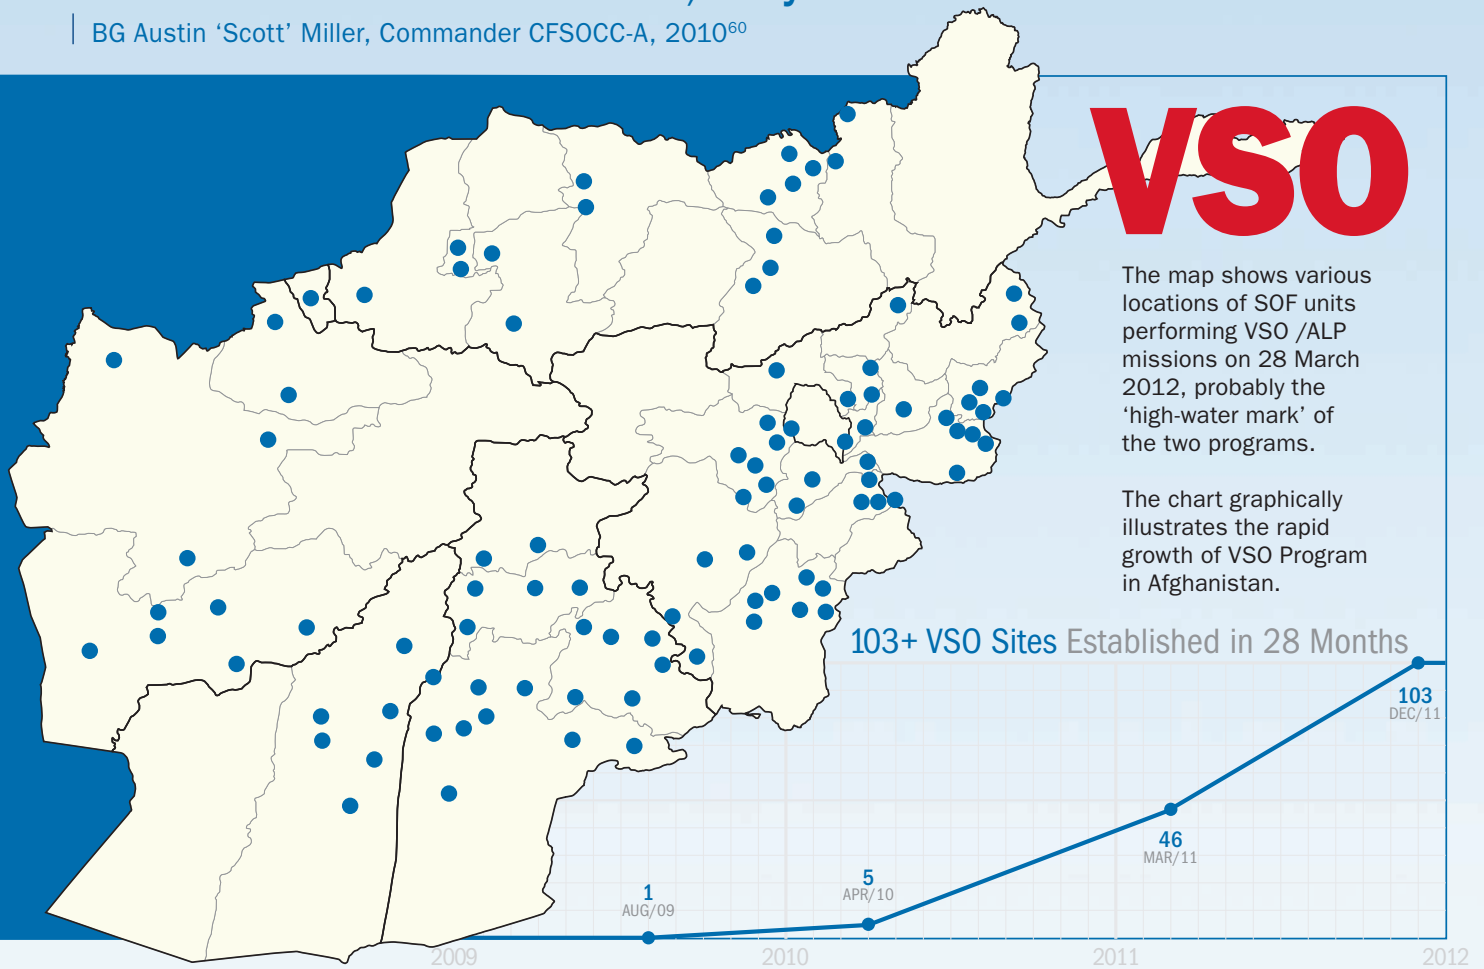 BG Austin ‘Scott’ Miller, Commander CFSOCC-A, 2010⁶⁰
VSO
The map shows various
locations of SOF units
performing VSO /ALP
missions on 28 March
2012, probably the
‘high-water mark’ of
the two programs.
The chart graphically
illustrates the rapid
growth of VSO Program
in Afghanistan.
103+ VSO Sites Established in 28 Months
103
DEC/11
46
MAR/11
5
APR/10
1
AUG/09
2009
2010
2011
2012